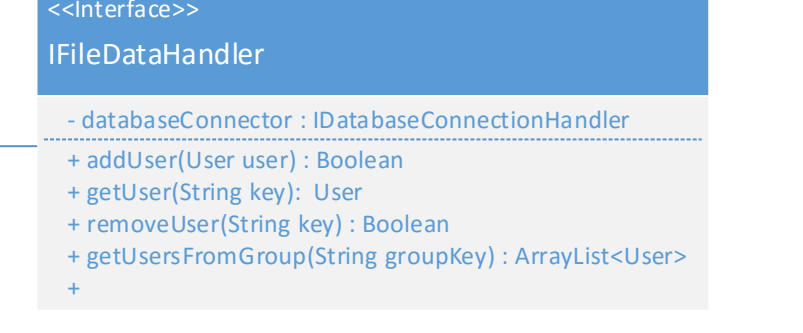 <<Interface>>
IFileDataHandler
- databaseConnector : IDatabaseConnectionHandler
+ addUser(User user) : Boolean
+ getUser(String key):  User
+ removeUser(String key) : Boolean
+ getUsersFromGroup(String groupKey) : ArrayList<User>
+